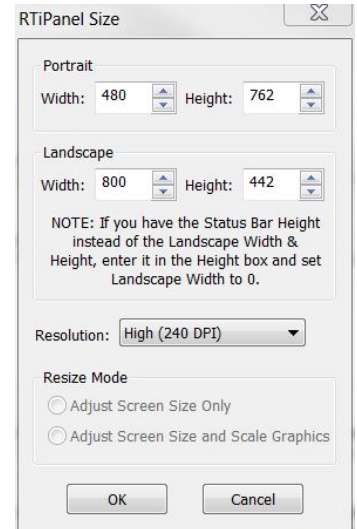 RTiPanel Size
Portrait
Width: 480 Height: 762
Landscape
Width: 800 Height: 442
NOTE: If you have the Status Bar Height
instead of the Landscape Width &
Height, enter it in the Height box and set
Landscape Width to 0.
Resolution: High (240 DPI)
Resize Mode
Adjust Screen Size Only
Adjust Screen Size and Scale Graphics
OK Cancel